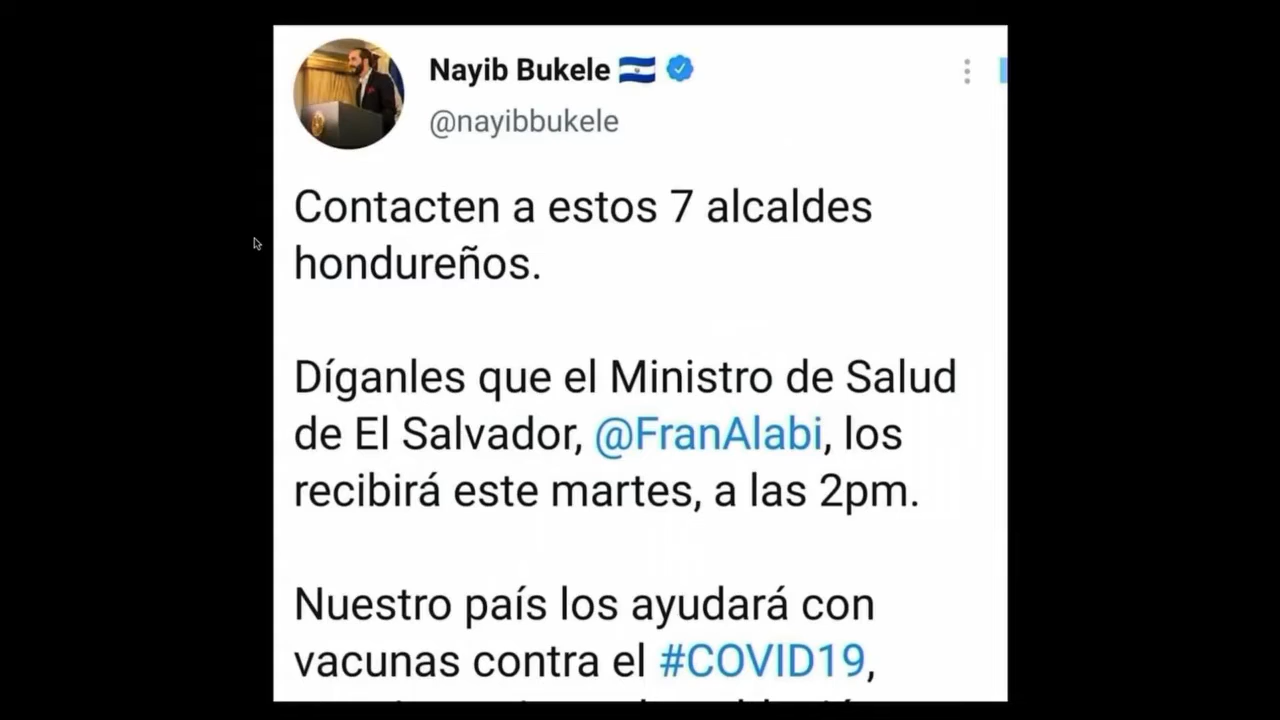 Nayib Bukele
@nayibbukele
Contacten a estos 7 alcaldes
hondureños.
Díganles que el Ministro de Salud
de El Salvador, @FranAlabi, los
recibirá este martes, a las 2pm.
Nuestro país los ayudará con
vacunas contra el #COVID19,